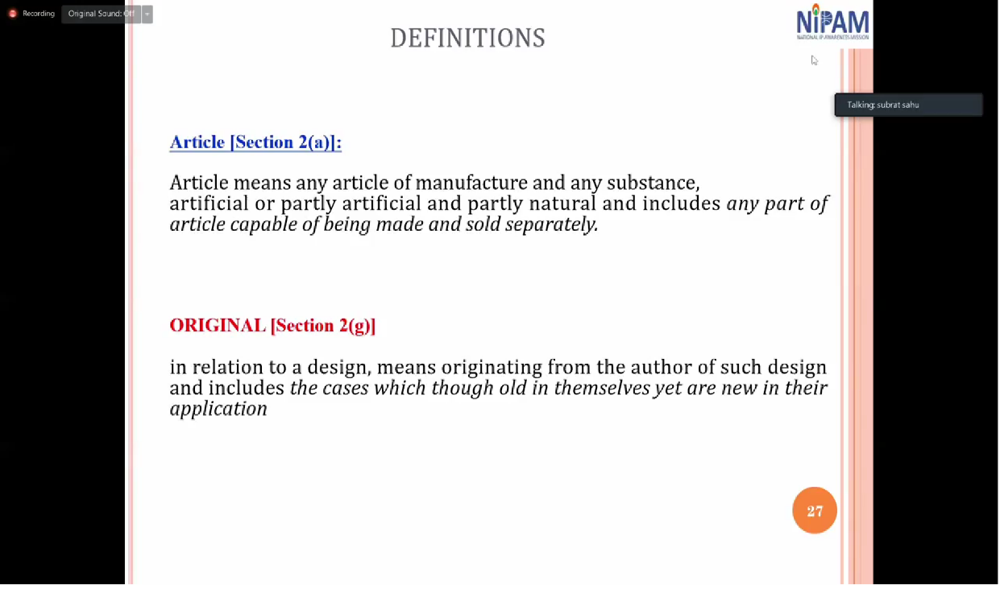 Recording
Original Sound: Off
NiPAM
NATIONAL IP AWARENESS MISSION
DEFINITIONS
Talking: subrat sahu
Article [Section 2(a)]:
Article means any article of manufacture and any substance,
artificial or partly artificial and partly natural and includes any part of
article capable of being made and sold separately.
ORIGINAL [Section 2(g)]
in relation to a design, means originating from the author of such design
and includes the cases which though old in themselves yet are new in their
application
27